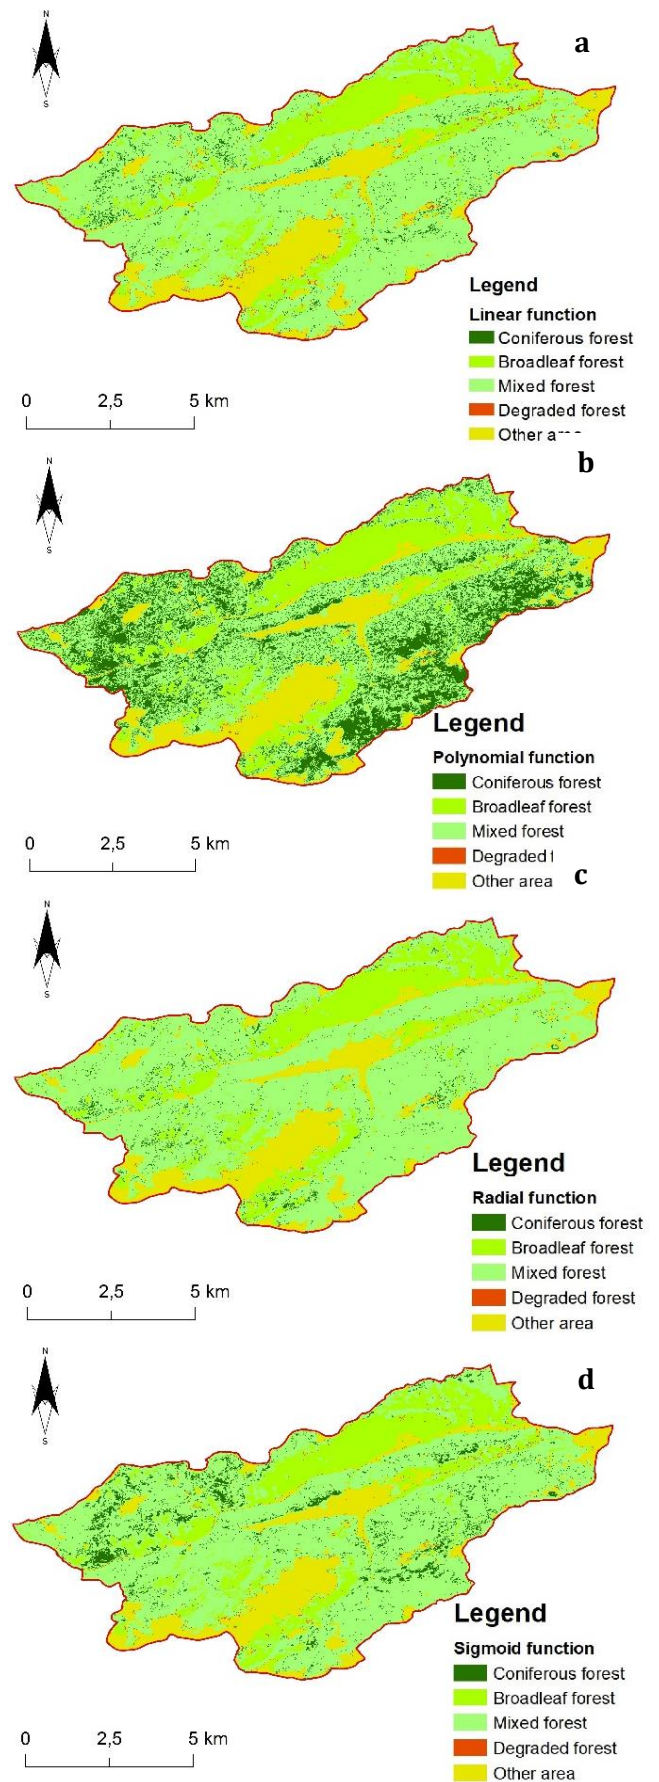 N
a
S
Legend
Linear function
Coniferous forest
Broadleaf forest
Mixed forest
Degraded forest
Other
0 2,5 5 km
b
N
S
Legend
Polynomial function
Coniferous forest
Broadleaf forest
Mixed forest
Degraded
Other area
0 2,5 5 km
c
N
S
Legend
Radial function
Coniferous forest
Broadleaf forest
Mixed forest
Degraded forest
Other area
0 2,5 5 km
N
d
S
Legend
Sigmoid function
Coniferous forest
Broadleaf forest
Mixed forest
Degraded forest
Other area
0 2,5 5 km